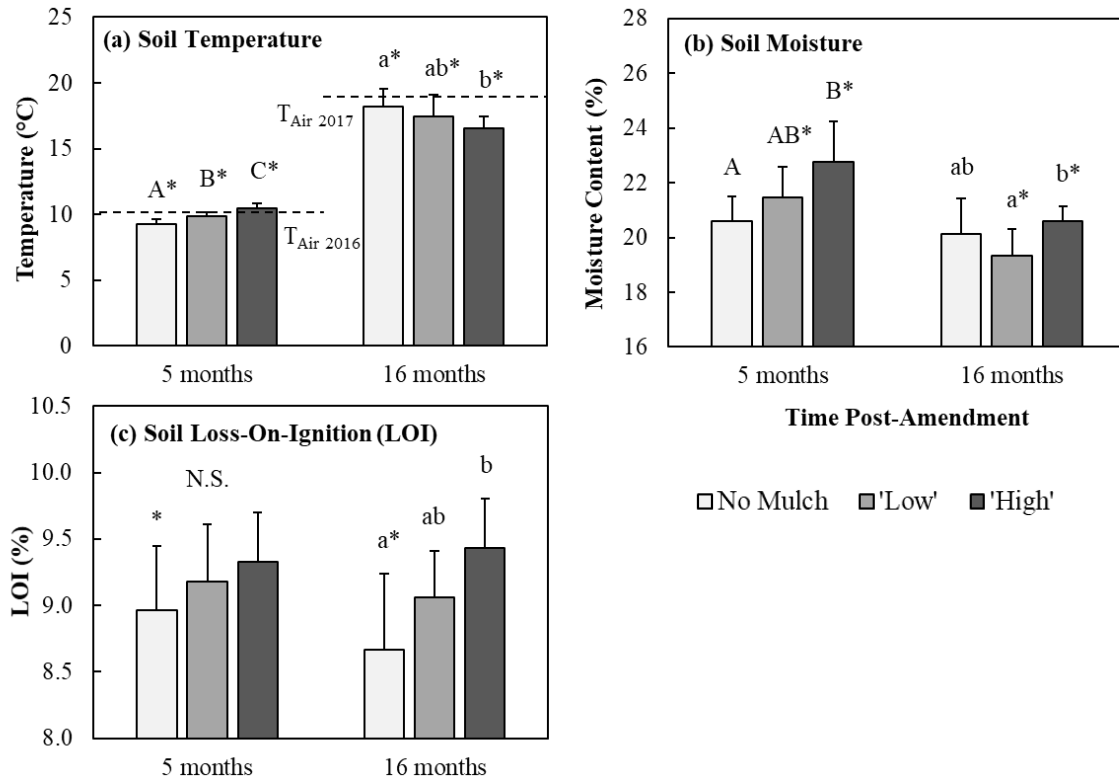 (a) Soil Temperature
Temperature (°C)
25
20
15
10
5
0
A*
B*
C*
T Air 2016
a*
ab*
b*
T Air 2017
5 months
16 months
(b) Soil Moisture
Moisture Content (%)
28
26
24
22
20
18
16
A
AB*
B*
ab
a*
b*
5 months
16 months
Time Post-Amendment
(c) Soil Loss-On-Ignition (LOI)
LOI (%)
10.5
10.0
9.5
9.0
8.5
8.0
N.S.
*
a*
ab
b
5 months
16 months
No Mulch
'Low'
'High'